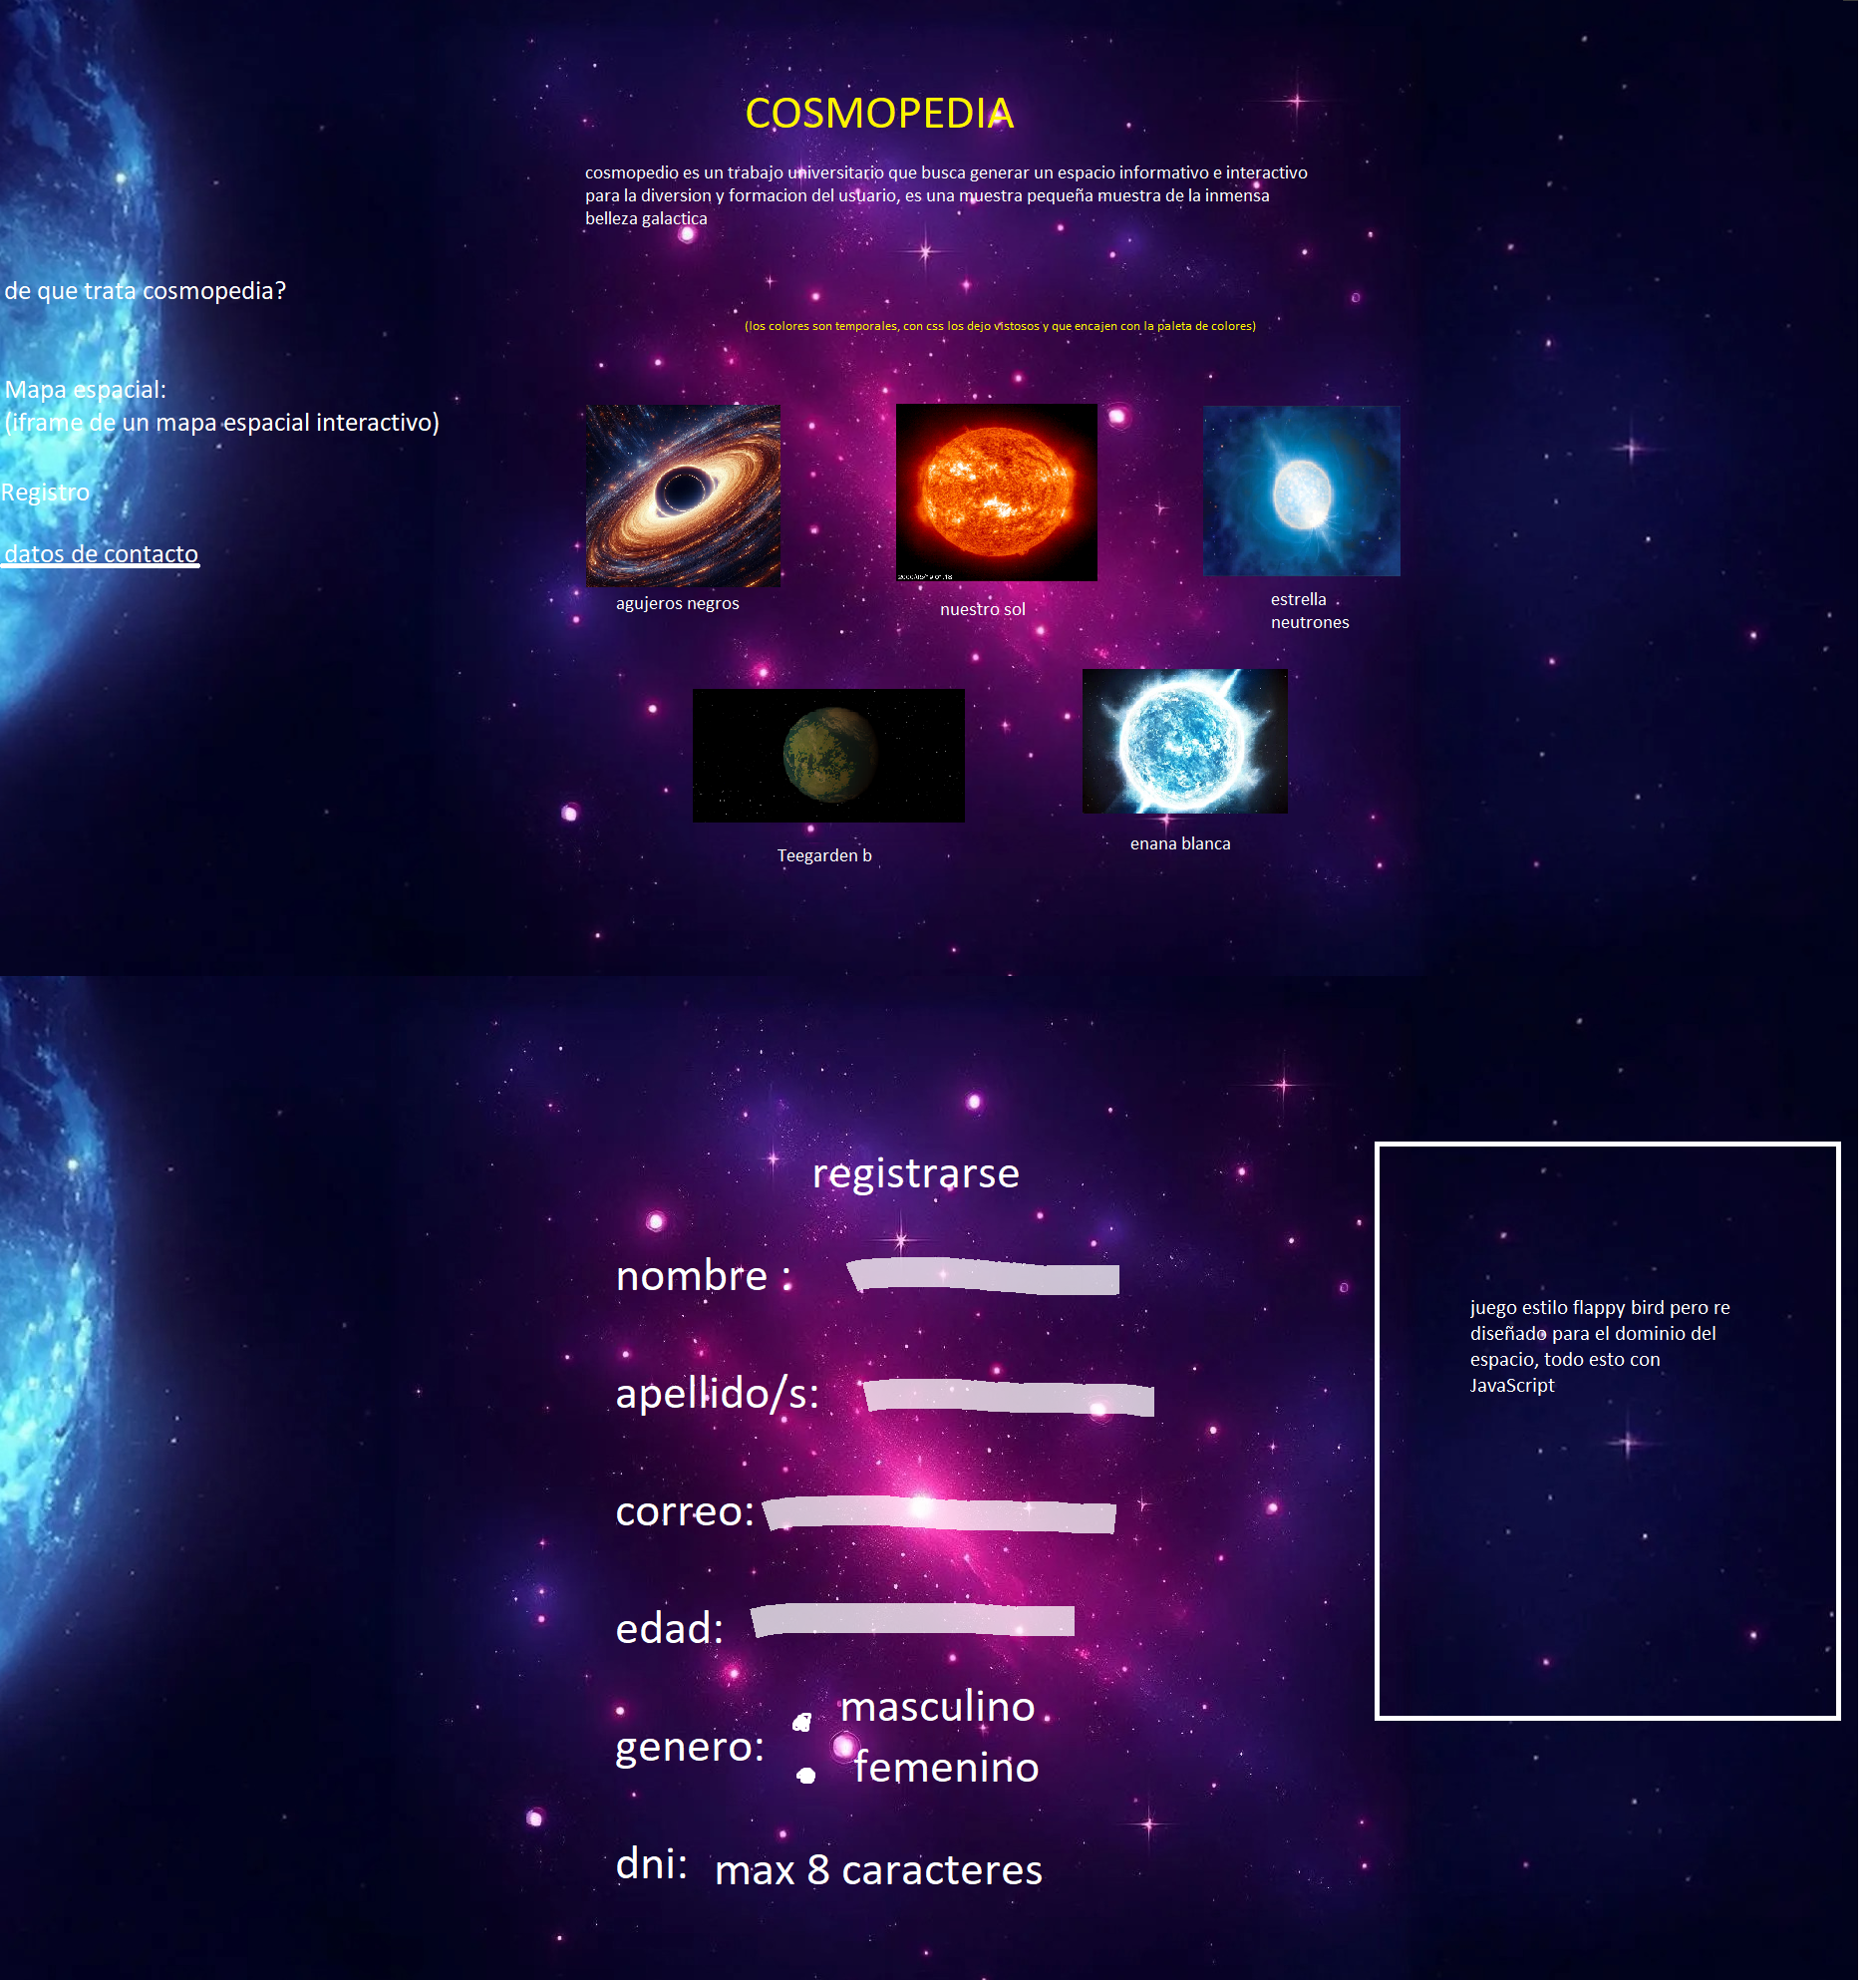 COSMOPEDIA
cosmopedio es un trabajo universitario que busca generar un espacio informativo e interactivo
para la diversion y formacion del usuario, es una muestra pequeña muestra de la inmensa
belleza galactica
de que trata cosmopedia?
(los colores son temporales, con css los dejo vistosos y que encajen con la paleta de colores)
Mapa espacial:
(iframe de un mapa espacial interactivo)
Registro
datos de contacto
agujeros negros
nuestro sol
estrella
neutrones
Teegarden b
enana blanca
registrarse
nombre :
apellido/s:
correo:
edad:
genero:
masculino
femenino
dni: max 8 caracteres
juego estilo flappy bird pero re
diseñado para el dominio del
espacio, todo esto con
JavaScript